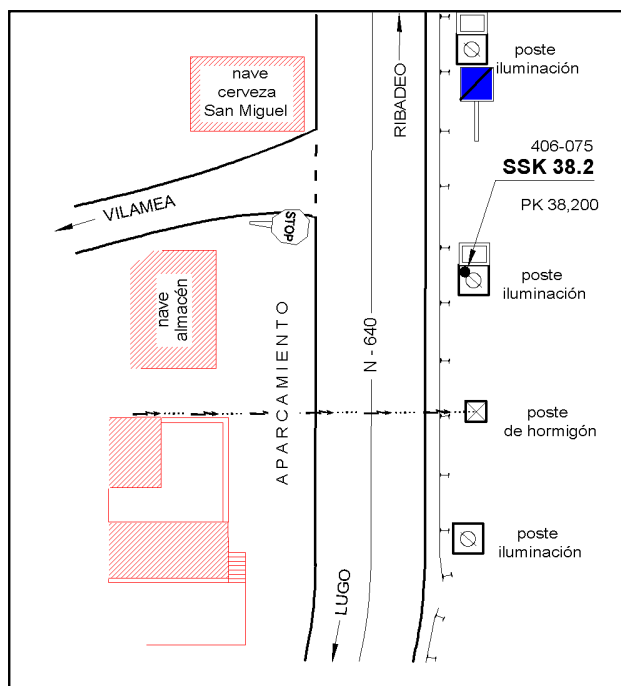 nave
cerveza
San Miguel
RIBADEO
poste
iluminación
406-075
SSK 38.2
PK 38,200
VILAMEA
STOP
poste
iluminación
nave
almacén
APARCAMIENTO
N - 640
poste
de hormigón
poste
iluminación
LUGO